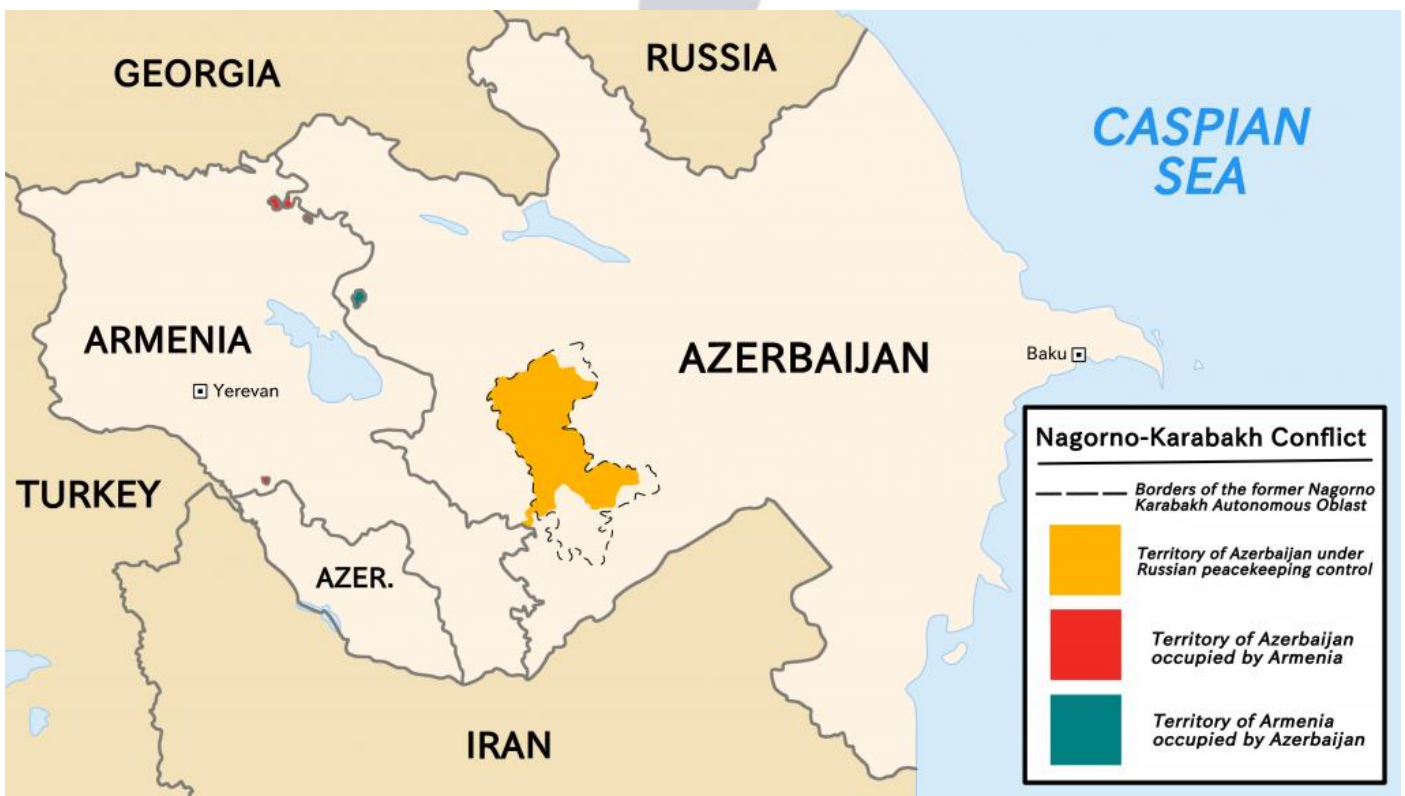 GEORGIA
RUSSIA
CASPIAN
SEA
ARMENIA
Yerevan
AZERBAIJAN
Baku
TURKEY
AZER.
IRAN
Nagorno-Karabakh Conflict
Borders of the former Nagorno
Karabakh Autonomous Oblast
Territory of Azerbaijan under
Russian peacekeeping control
Territory of Azerbaijan
occupied by Armenia
Territory of Armenia
occupied by Azerbaijan